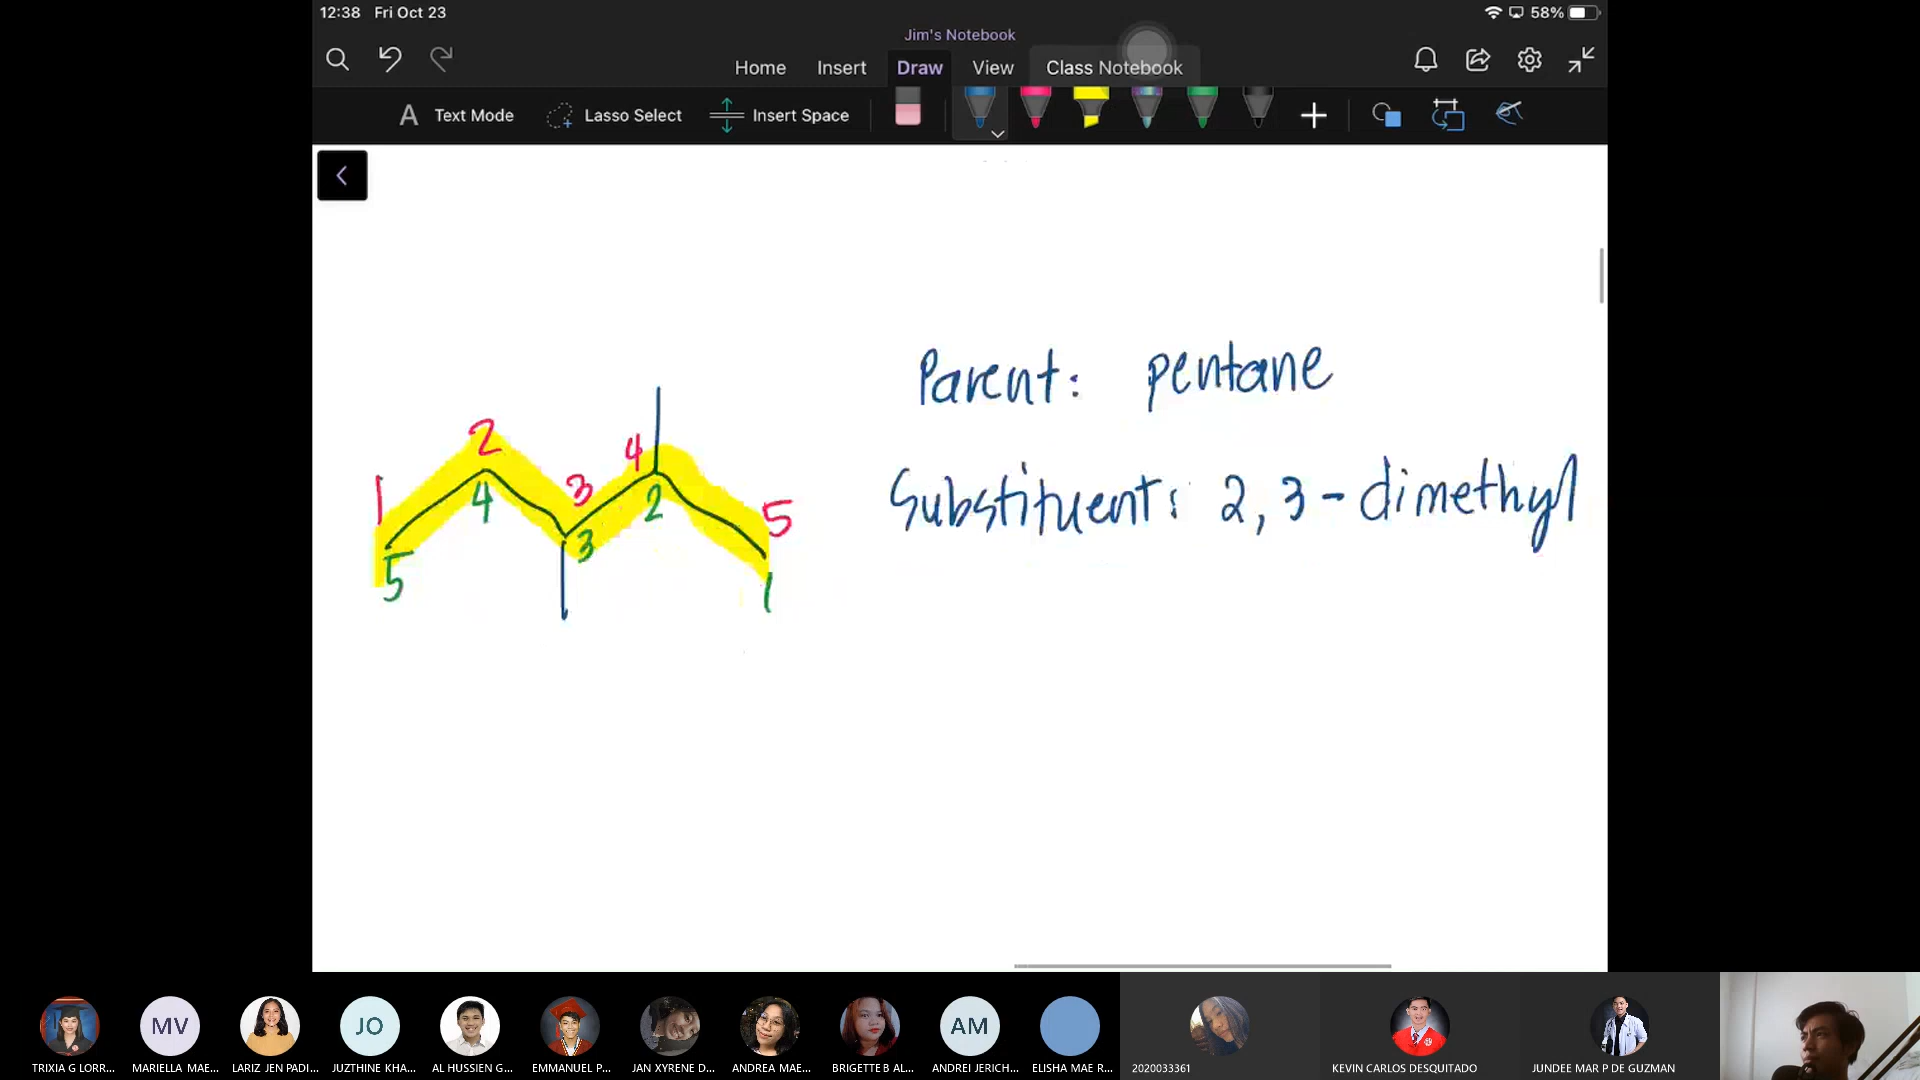 12:38 Fri Oct 23
58%
Jim's Notebook
Home Insert Draw View Class Notebook
A Text Mode Lasso Select Insert Space
Parent: pentane
2
4
1
3
5
4
2
Substituent: 2, 3 - dimethyl
3
5
1
MV JO AM
TRIXIA G LORR... MARIELLA MAE... LARIZ JEN PADI... JUZTHINE KHA... AL HUSSIEN G... EMMANUEL P... JAN XYRENE D... ANDREA MAE... BRIGETTE B AL... ANDREI JERICH... ELISHA MAE R... 2020033361 KEVIN CARLOS DESQUITADO JUNDEE MAR P DE GUZMAN